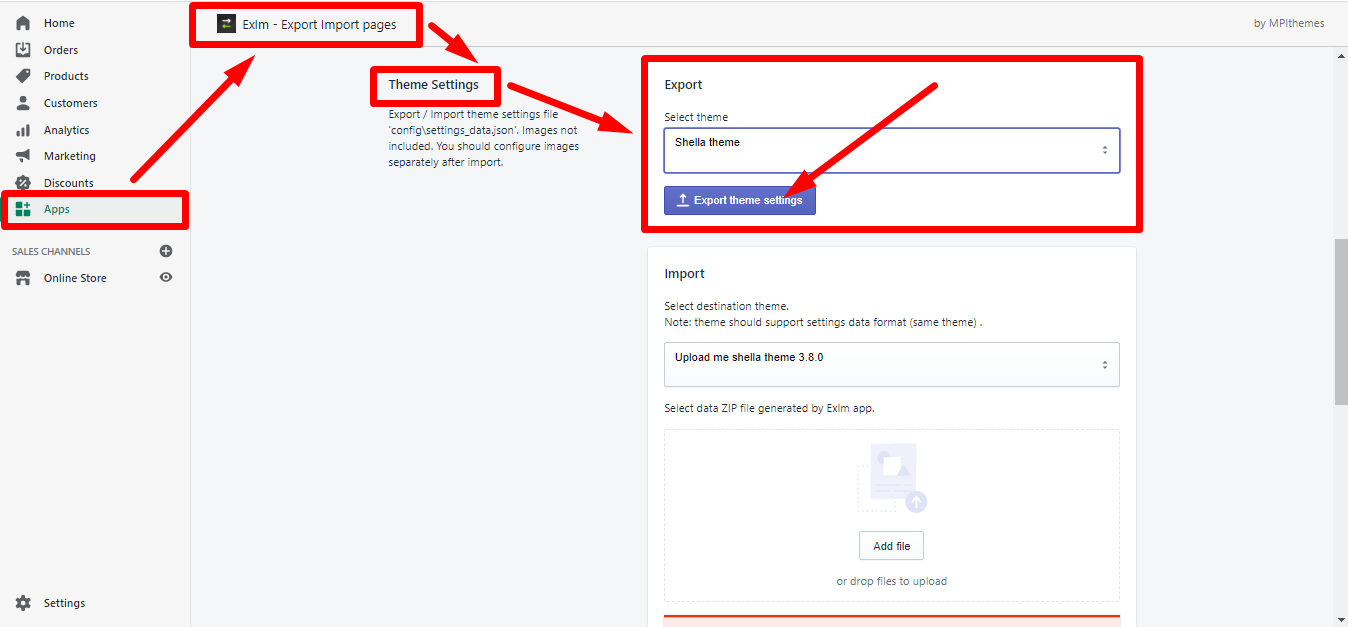 Home
Orders
Products
Customers
Analytics
Marketing
Discounts
Apps
SALES CHANNELS
Online Store
Settings
ExIm - Export Import pages
by MPIthemes
Theme Settings
Export / Import theme settings file
'config\settings_data.json'. Images not
included. You should configure images
separately after import.
Export
Select theme
Shella theme
Export theme settings
Import
Select destination theme.
Note: theme should support settings data format (same theme) .
Upload me shella theme 3.8.0
Select data ZIP file generated by ExIm app.
Add file
or drop files to upload